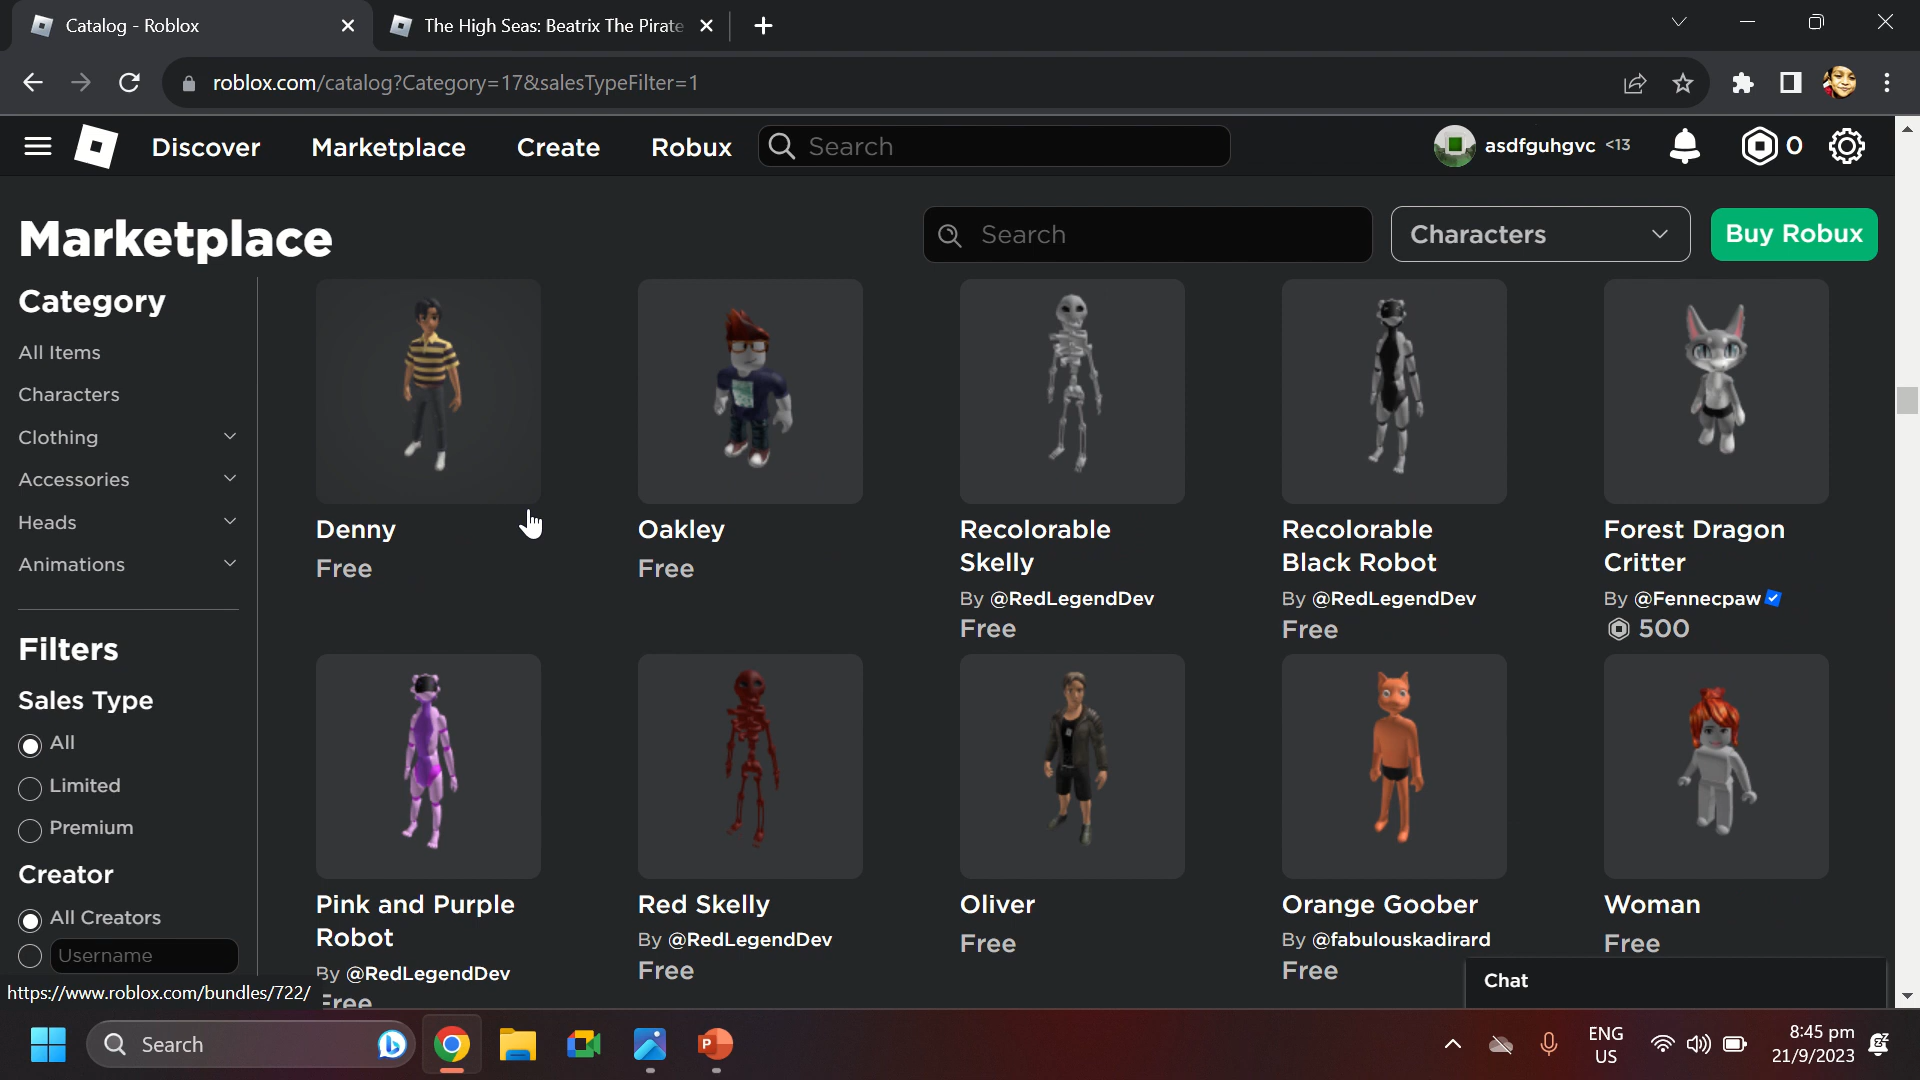 Catalog - Roblox
The High Seas: Beatrix The Pirate
roblox.com/catalog?Category=17&salesTypeFilter=1
Discover
Marketplace
Create
Robux
Search
asdfguhgvc <13
0
Marketplace
Search
Characters
Buy Robux
Category
All Items
Characters
Clothing
Accessories
Heads
Animations
Filters
Sales Type
All
Limited
Premium
Creator
All Creators
Username
https://www.roblox.com/bundles/722/
Denny
Free
Oakley
Free
Recolorable
Skelly
By @RedLegendDev
Free
Recolorable
Black Robot
By @RedLegendDev
Free
Forest Dragon
Critter
By @Fennecpaw
500
Pink and Purple
Robot
By @RedLegendDev
Free
Red Skelly
By @RedLegendDev
Free
Oliver
Free
Orange Goober
By @fabulouskadirard
Free
Woman
Free
Chat
Search
ENG
US
8:45 pm
21/9/2023